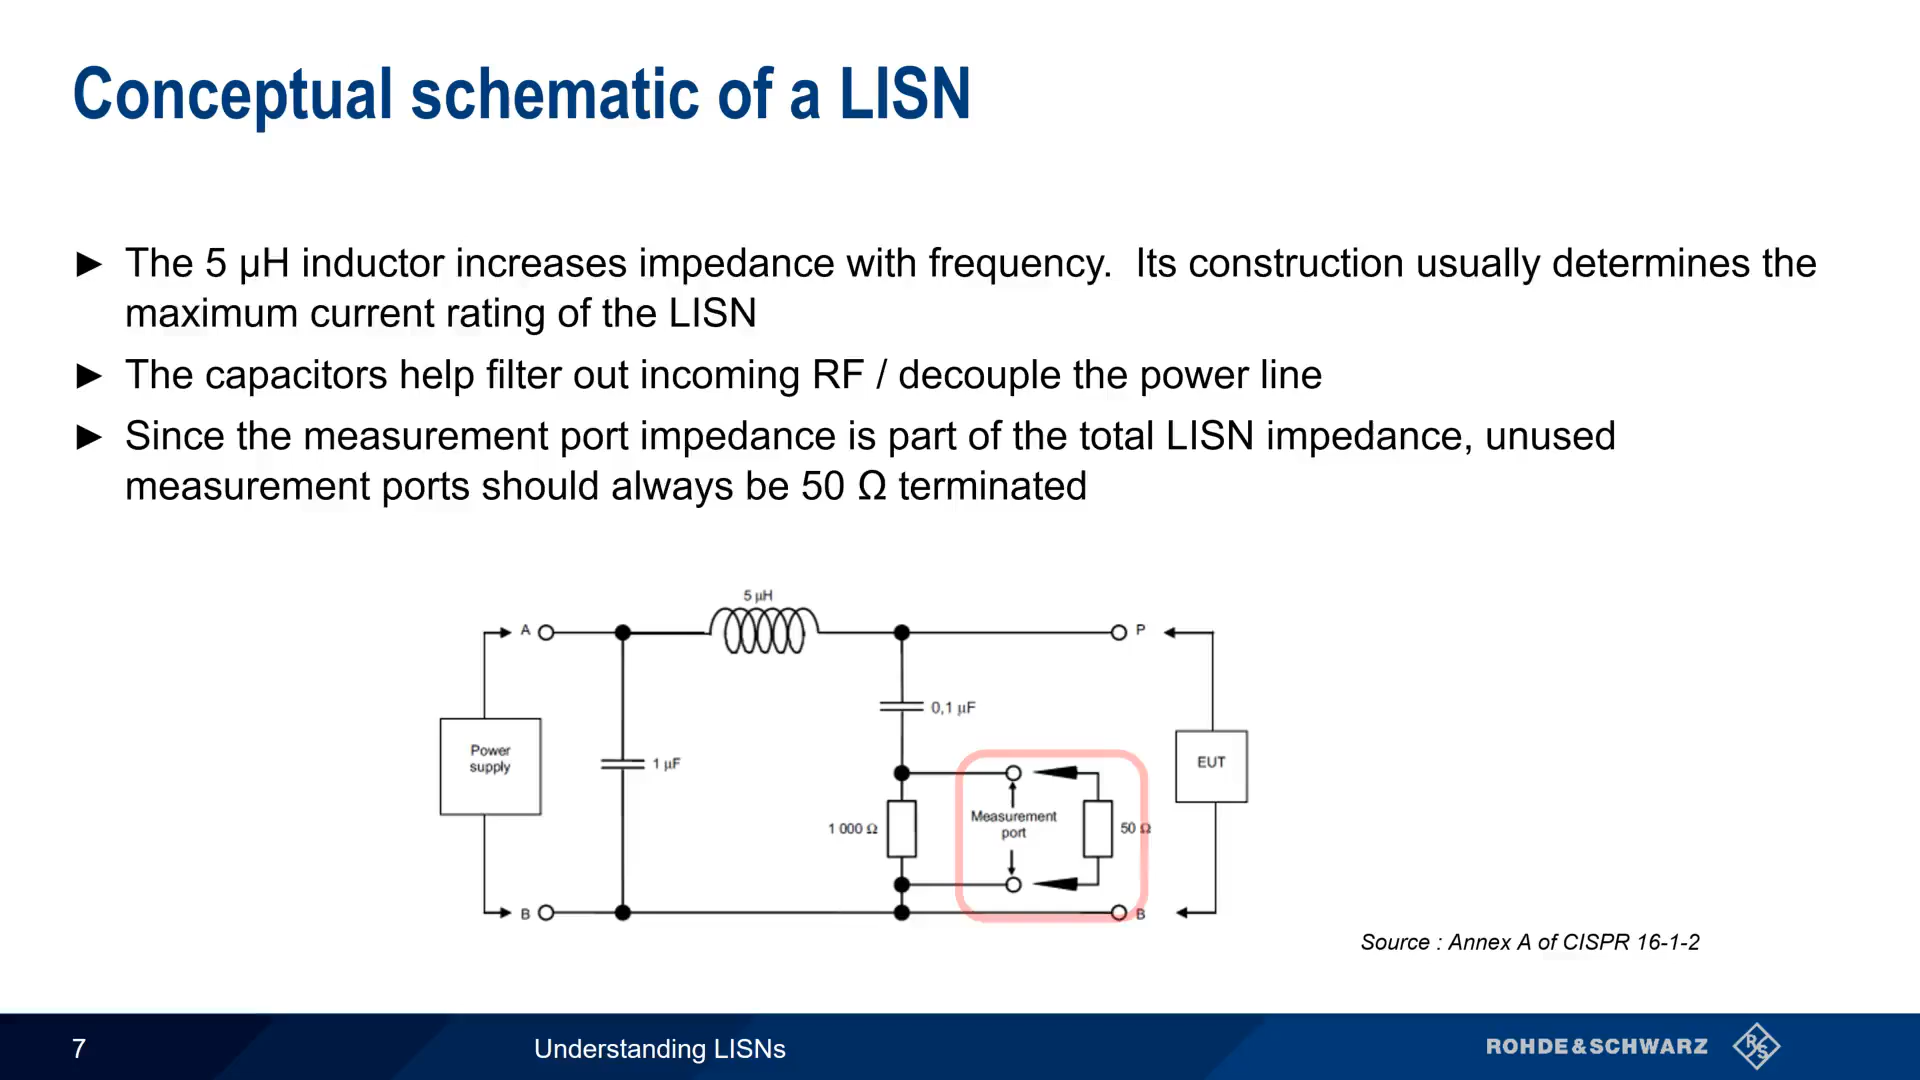 Conceptual schematic of a LISN
► The 5 µH inductor increases impedance with frequency.  Its construction usually determines the
maximum current rating of the LISN
► The capacitors help filter out incoming RF / decouple the power line
► Since the measurement port impedance is part of the total LISN impedance, unused
measurement ports should always be 50 Ω terminated
5 µH
A
P
0,1 µF
Power
supply
1 µF
EUT
Measurement
port
1 000 Ω
50 Ω
B
B
Source : Annex A of CISPR 16-1-2
7
Understanding LISNs
ROHDE&SCHWARZ
RS